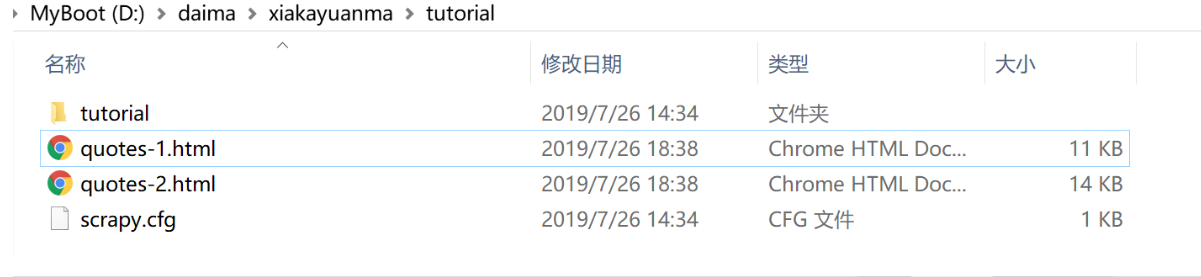 MyBoot (D:) > daima > xiakayuanma > tutorial
名称 修改日期 类型 大小
tutorial 2019/7/26 14:34 文件夹
quotes-1.html 2019/7/26 18:38 Chrome HTML Doc... 11 KB
quotes-2.html 2019/7/26 18:38 Chrome HTML Doc... 14 KB
scrapy.cfg 2019/7/26 14:34 CFG 文件 1 KB